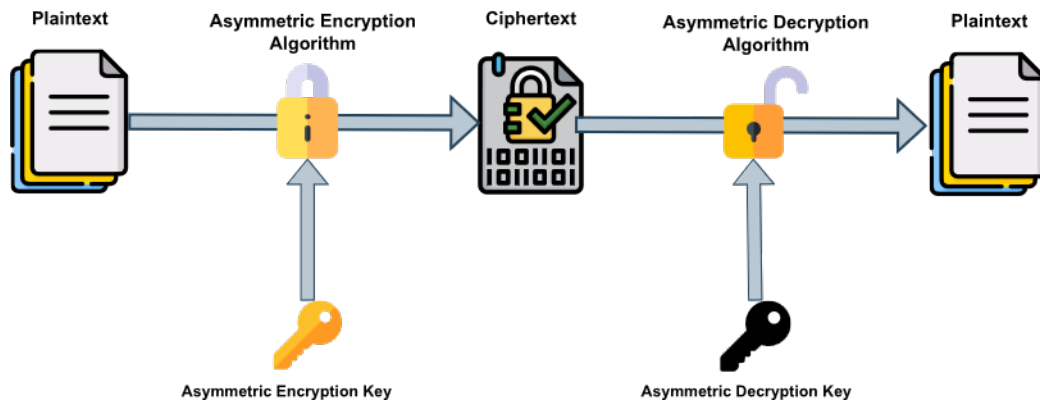 Plaintext
Asymmetric Encryption
Algorithm
Ciphertext
Asymmetric Decryption
Algorithm
Plaintext
Asymmetric Encryption Key
Asymmetric Decryption Key